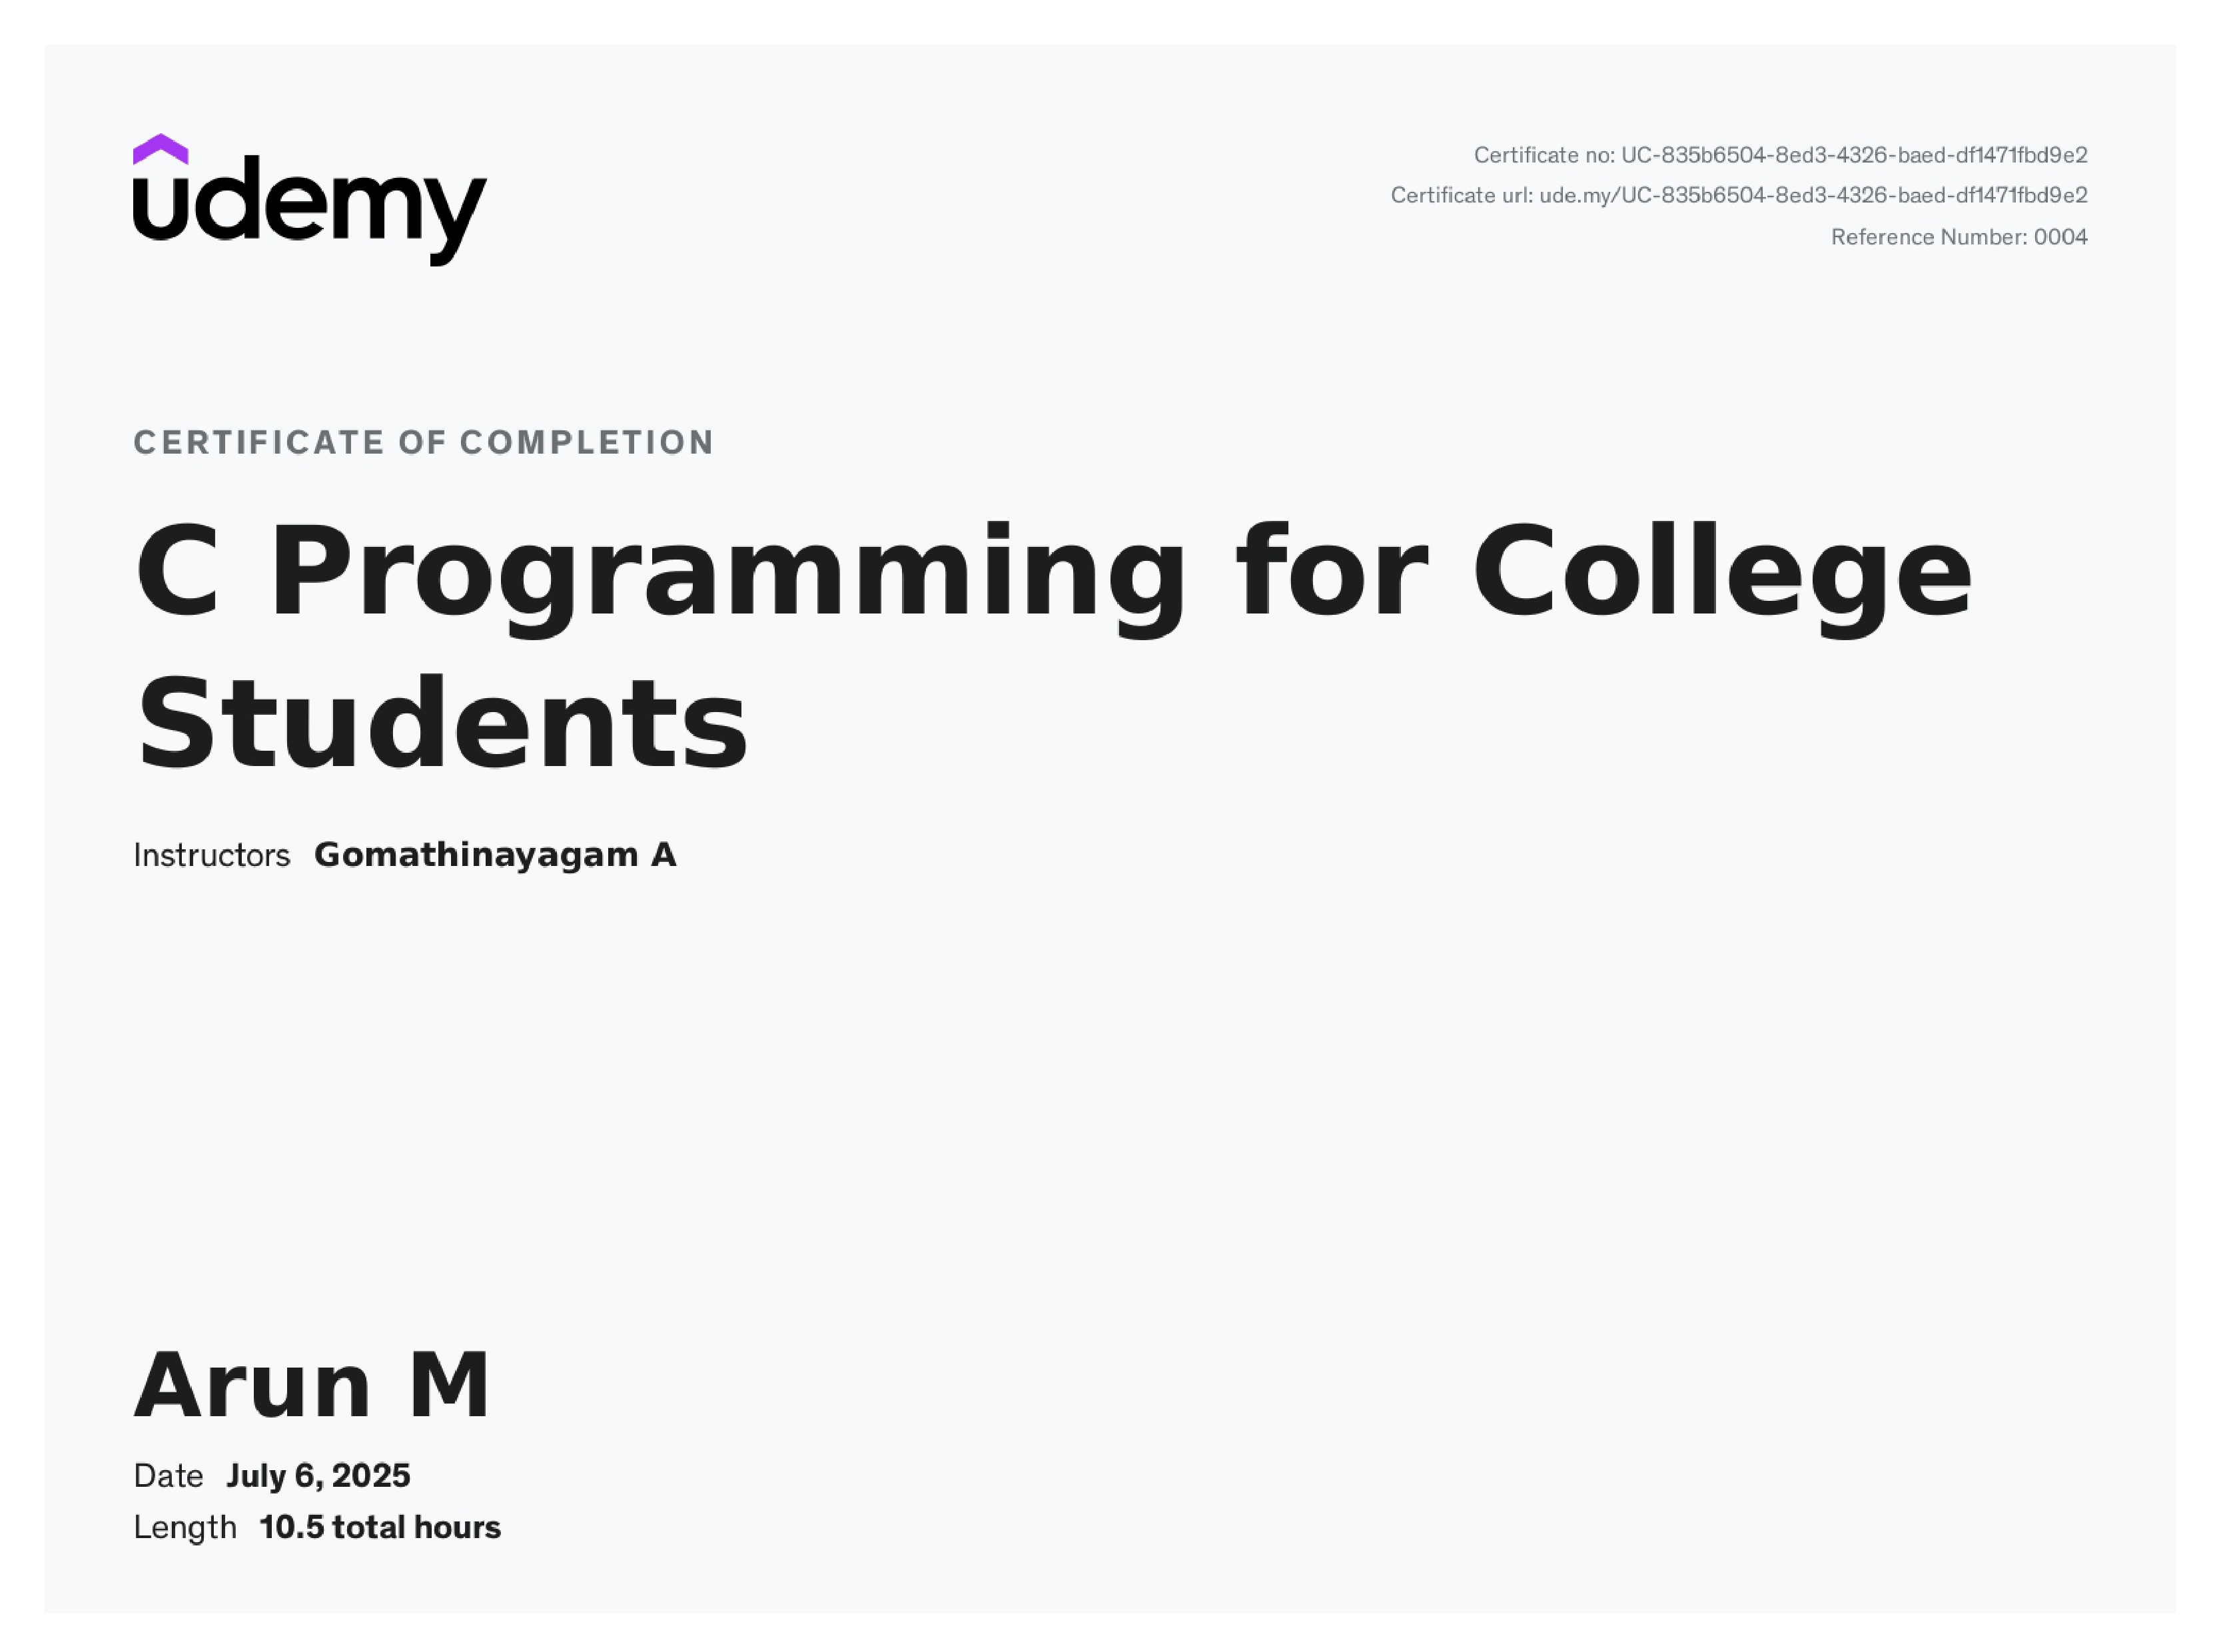 udemy
Certificate no: UC-835b6504-8ed3-4326-baed-df1471fbd9e2
Certificate url: ude.my/UC-835b6504-8ed3-4326-baed-df1471fbd9e2
Reference Number: 0004
CERTIFICATE OF COMPLETION
C Programming for College
Students
Instructors Gomathinayagam A
Arun M
Date July 6, 2025
Length 10.5 total hours